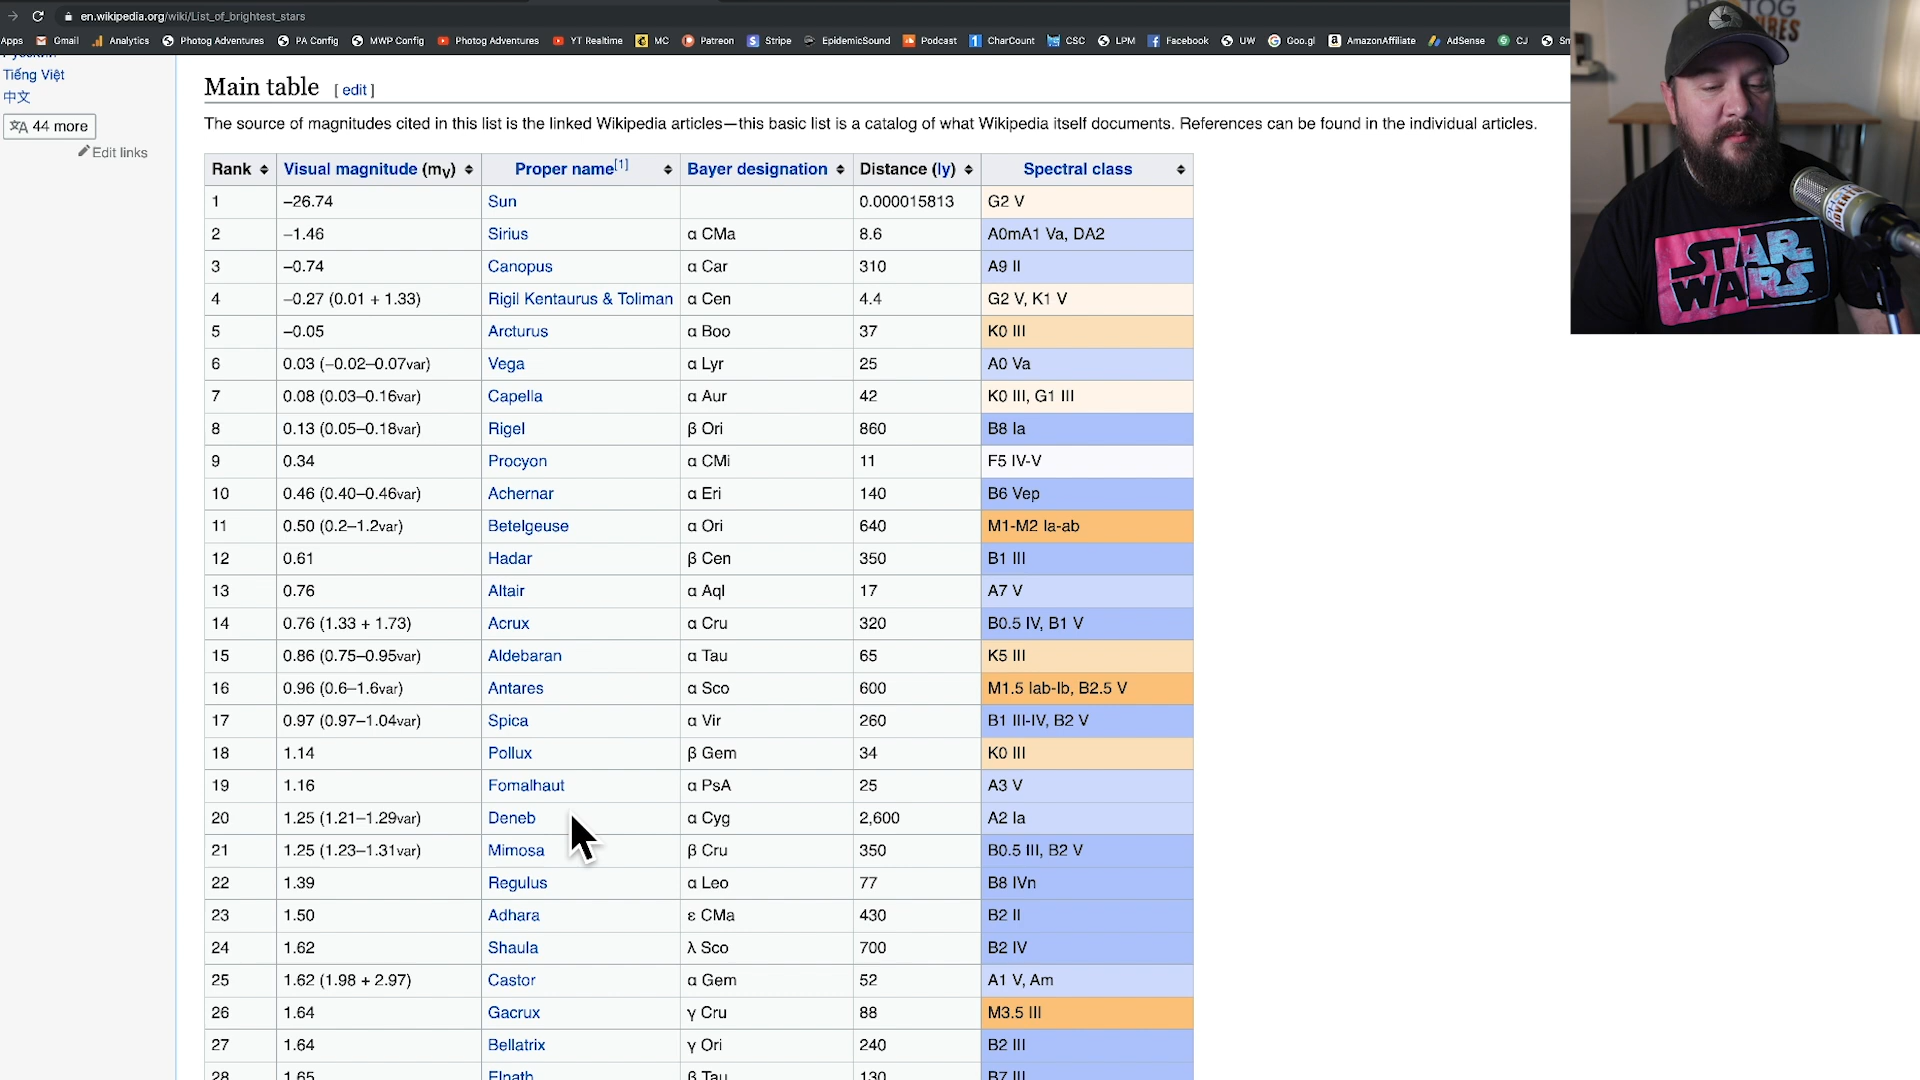 en.wikipedia.org/wiki/List_of_brightest_stars
Apps Gmail Analytics Photog Adventures PA Config MWP Config Photog Adventures YT Realtime MC Patreon Stripe EpidemicSound Podcast CharCount CSC LPM Facebook UW Goo.gl AmazonAffiliate AdSense CJ
Tiếng Việt
中文
44 more
Edit links
Main table [ edit ]
The source of magnitudes cited in this list is the linked Wikipedia articles—this basic list is a catalog of what Wikipedia itself documents. References can be found in the individual articles.
Rank Visual magnitude (mV) Proper name[1] Bayer designation Distance (ly) Spectral class
1 −26.74 Sun 0.000015813 G2 V
2 −1.46 Sirius α CMa 8.6 A0mA1 Va, DA2
3 −0.74 Canopus α Car 310 A9 II
4 −0.27 (0.01 + 1.33) Rigil Kentaurus & Toliman α Cen 4.4 G2 V, K1 V
5 −0.05 Arcturus α Boo 37 K0 III
6 0.03 (−0.02–0.07var) Vega α Lyr 25 A0 Va
7 0.08 (0.03–0.16var) Capella α Aur 42 K0 III, G1 III
8 0.13 (0.05–0.18var) Rigel β Ori 860 B8 Ia
9 0.34 Procyon α CMi 11 F5 IV-V
10 0.46 (0.40–0.46var) Achernar α Eri 140 B6 Vep
11 0.50 (0.2–1.2var) Betelgeuse α Ori 640 M1-M2 Ia-ab
12 0.61 Hadar β Cen 350 B1 III
13 0.76 Altair α Aql 17 A7 V
14 0.76 (1.33 + 1.73) Acrux α Cru 320 B0.5 IV, B1 V
15 0.86 (0.75–0.95var) Aldebaran α Tau 65 K5 III
16 0.96 (0.6–1.6var) Antares α Sco 600 M1.5 Iab-Ib, B2.5 V
17 0.97 (0.97–1.04var) Spica α Vir 260 B1 III-IV, B2 V
18 1.14 Pollux β Gem 34 K0 III
19 1.16 Fomalhaut α PsA 25 A3 V
20 1.25 (1.21–1.29var) Deneb α Cyg 2,600 A2 Ia
21 1.25 (1.23–1.31var) Mimosa β Cru 350 B0.5 III, B2 V
22 1.39 Regulus α Leo 77 B8 IVn
23 1.50 Adhara ε CMa 430 B2 II
24 1.62 Shaula λ Sco 700 B2 IV
25 1.62 (1.98 + 2.97) Castor α Gem 52 A1 V, Am
26 1.64 Gacrux γ Cru 88 M3.5 III
27 1.64 Bellatrix γ Ori 240 B2 III
28 1.65 Elnath β Tau 130 B7 III
STAR
WARS